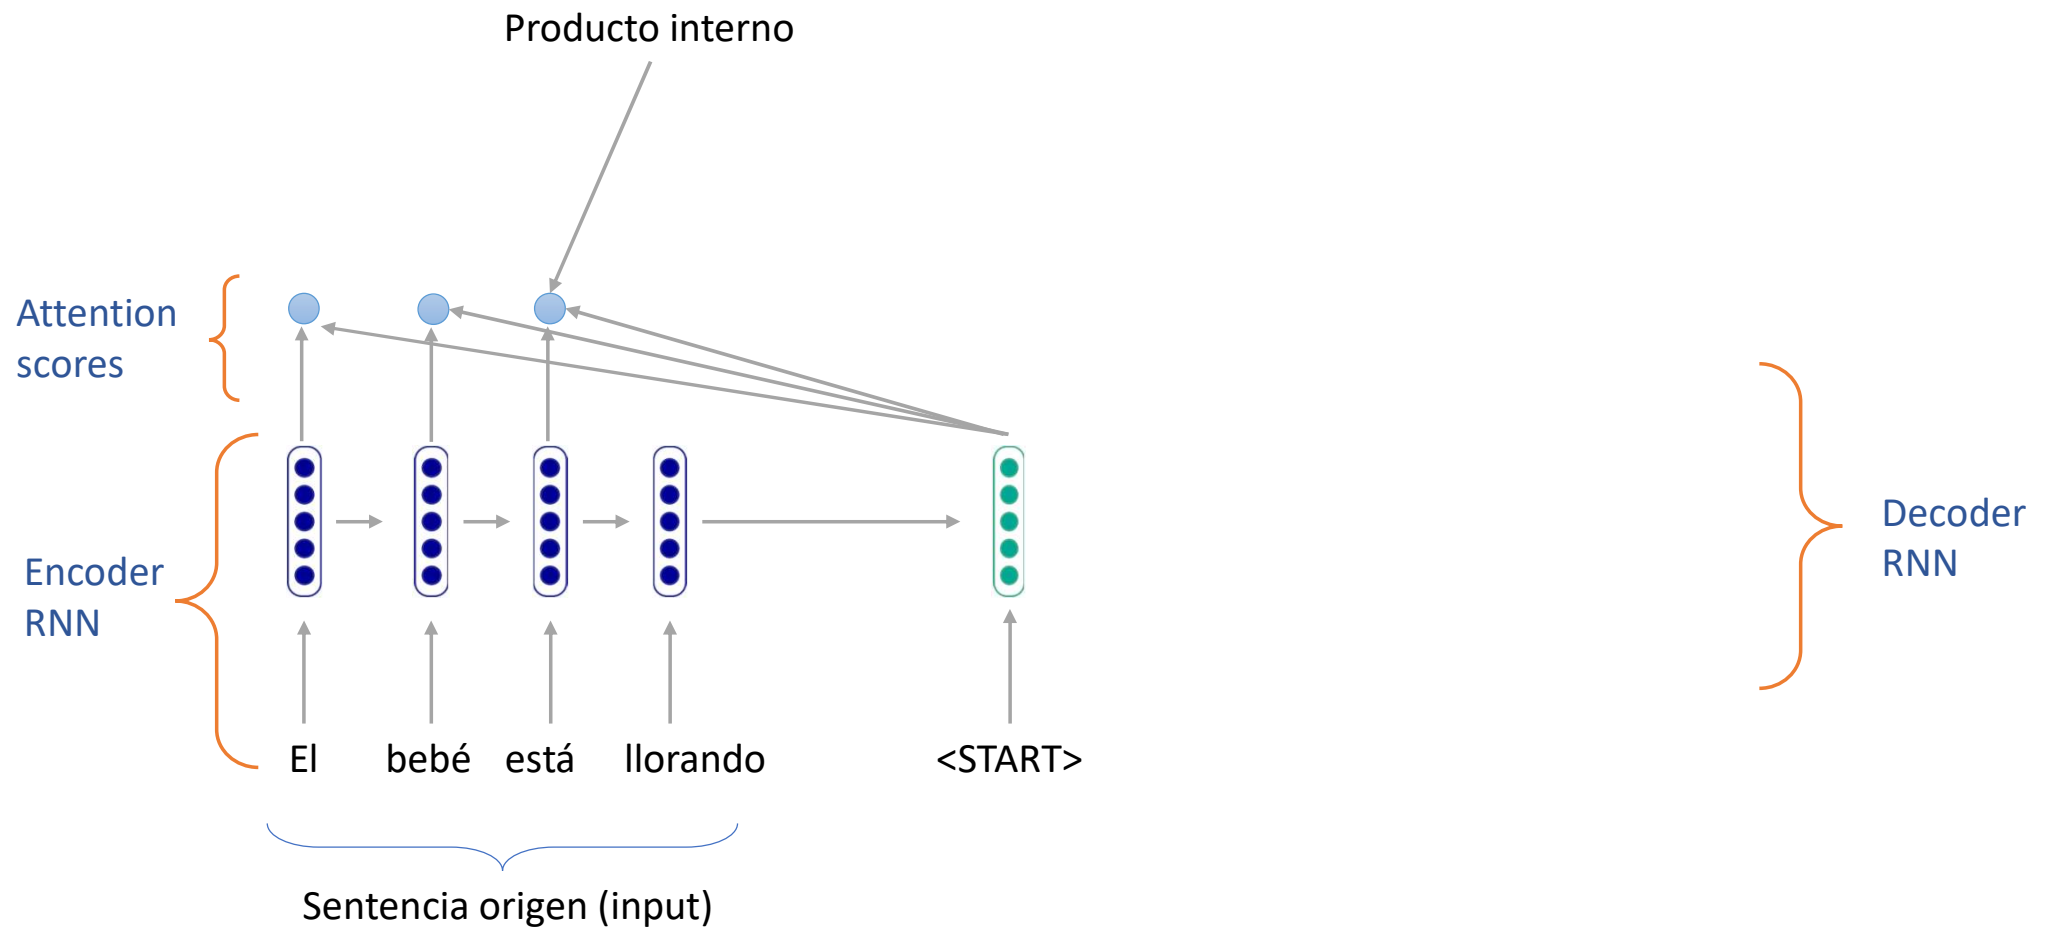 Producto interno
Attention
scores
Encoder
RNN
Decoder
RNN
El bebé está llorando <START>
Sentencia origen (input)